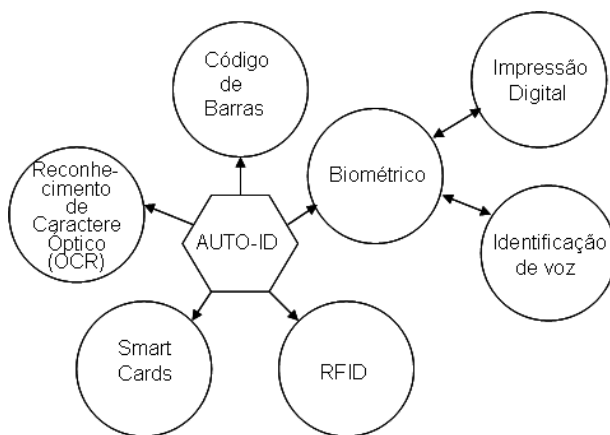 Código
de
Barras
Impressão
Digital
Biométrico
Reconhe-
cimento
de
Caractere
Óptico
(OCR)
AUTO-ID
Identificação
de voz
Smart
Cards
RFID